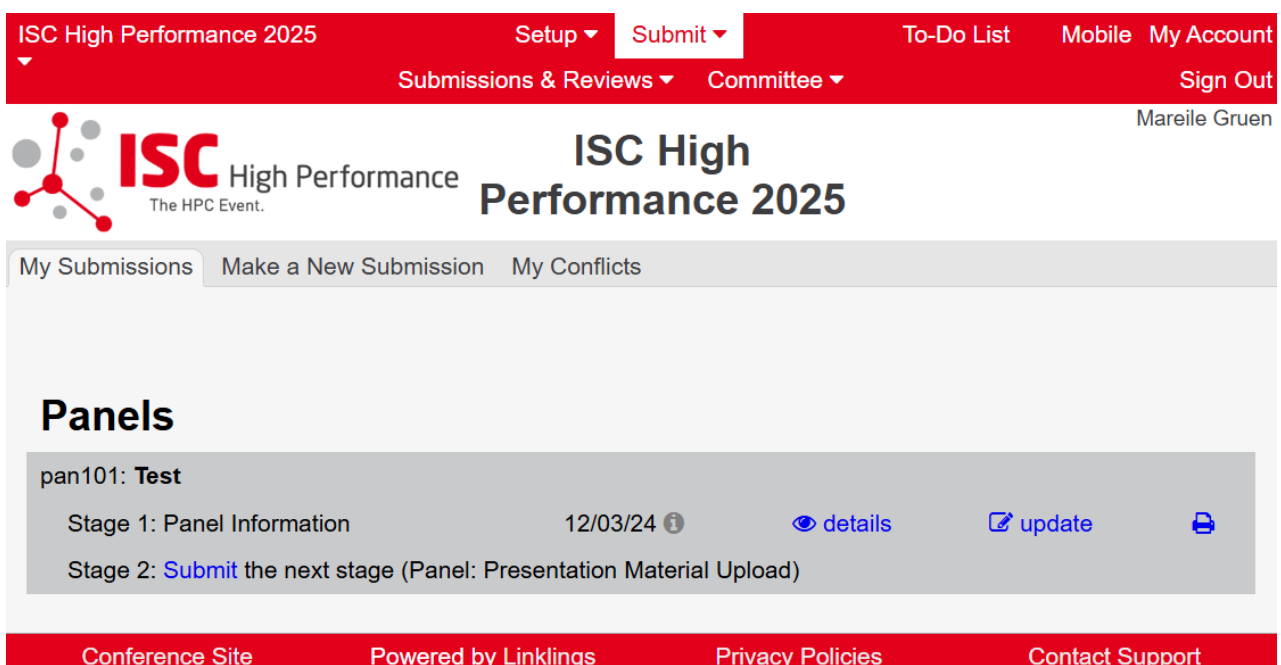 ISC High Performance 2025 Setup Submit To-Do List Mobile My Account
Submissions & Reviews Committee Sign Out
Mareile Gruen
ISC High Performance
The HPC Event.
ISC High
Performance 2025
My Submissions Make a New Submission My Conflicts
Panels
pan101: Test
Stage 1: Panel Information 12/03/24 details update
Stage 2: Submit the next stage (Panel: Presentation Material Upload)
Conference Site Powered by Linklings Privacy Policies Contact Support